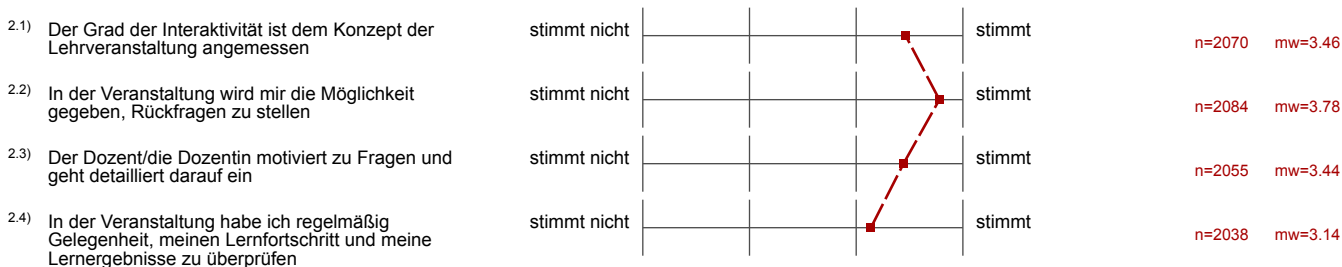 2.1) Der Grad der Interaktivität ist dem Konzept der stimmt nicht stimmt
Lehrveranstaltung angemessen n=2070 mw=3.46
2.2) In der Veranstaltung wird mir die Möglichkeit stimmt nicht stimmt
gegeben, Rückfragen zu stellen n=2084 mw=3.78
2.3) Der Dozent/die Dozentin motiviert zu Fragen und stimmt nicht stimmt
geht detailliert darauf ein n=2055 mw=3.44
2.4) In der Veranstaltung habe ich regelmäßig stimmt nicht stimmt
Gelegenheit, meinen Lernfortschritt und meine n=2038 mw=3.14
Lernergebnisse zu überprüfen